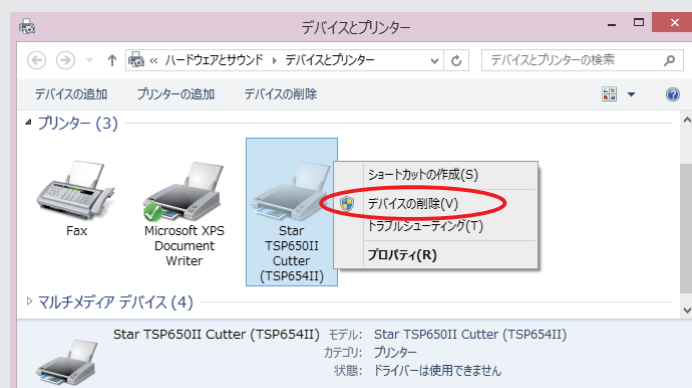 デバイスとプリンター
« ハードウェアとサウンド ▸ デバイスとプリンター
デバイスとプリンターの検索
デバイスの追加 プリンターの追加 デバイスの削除
プリンター (3)
Fax
Microsoft XPS
Document
Writer
Star
TSP650II
Cutter
(TSP654II)
ショートカットの作成(S)
デバイスの削除(V)
トラブルシューティング(T)
プロパティ(R)
マルチメディア デバイス (4)
Star TSP650II Cutter (TSP654II) モデル: Star TSP650II Cutter (TSP654II)
カテゴリ: プリンター
状態: ドライバーは使用できません